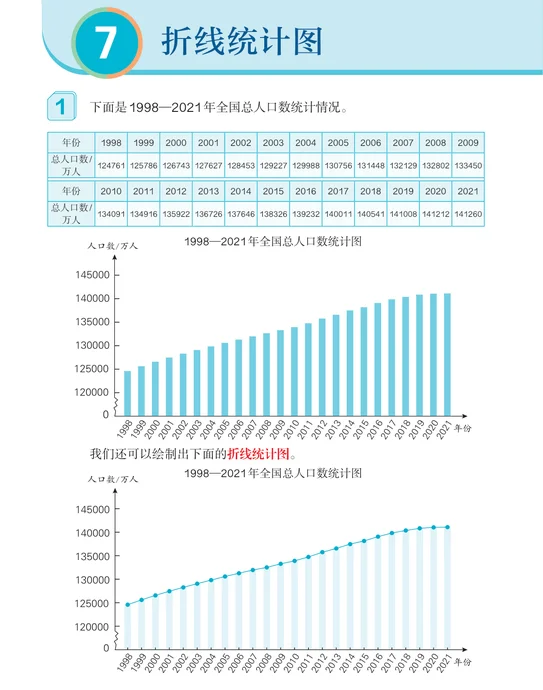 7 折线统计图
1 下面是1998—2021年全国总人口数统计情况。
年份 1998 1999 2000 2001 2002 2003 2004 2005 2006 2007 2008 2009
总人口数/万人 124761 125786 126743 127627 128453 129227 129988 130756 131448 132129 132802 133450
年份 2010 2011 2012 2013 2014 2015 2016 2017 2018 2019 2020 2021
总人口数/万人 134091 134916 135922 136726 137646 138326 139232 140011 140541 141008 141212 141260
1998—2021年全国总人口数统计图
人口数/万人
145000
140000
135000
130000
125000
120000
0
1998 1999 2000 2001 2002 2003 2004 2005 2006 2007 2008 2009 2010 2011 2012 2013 2014 2015 2016 2017 2018 2019 2020 2021 年份
我们还可以绘制出下面的折线统计图。
1998—2021年全国总人口数统计图
人口数/万人
145000
140000
135000
130000
125000
120000
0
1998 1999 2000 2001 2002 2003 2004 2005 2006 2007 2008 2009 2010 2011 2012 2013 2014 2015 2016 2017 2018 2019 2020 2021 年份